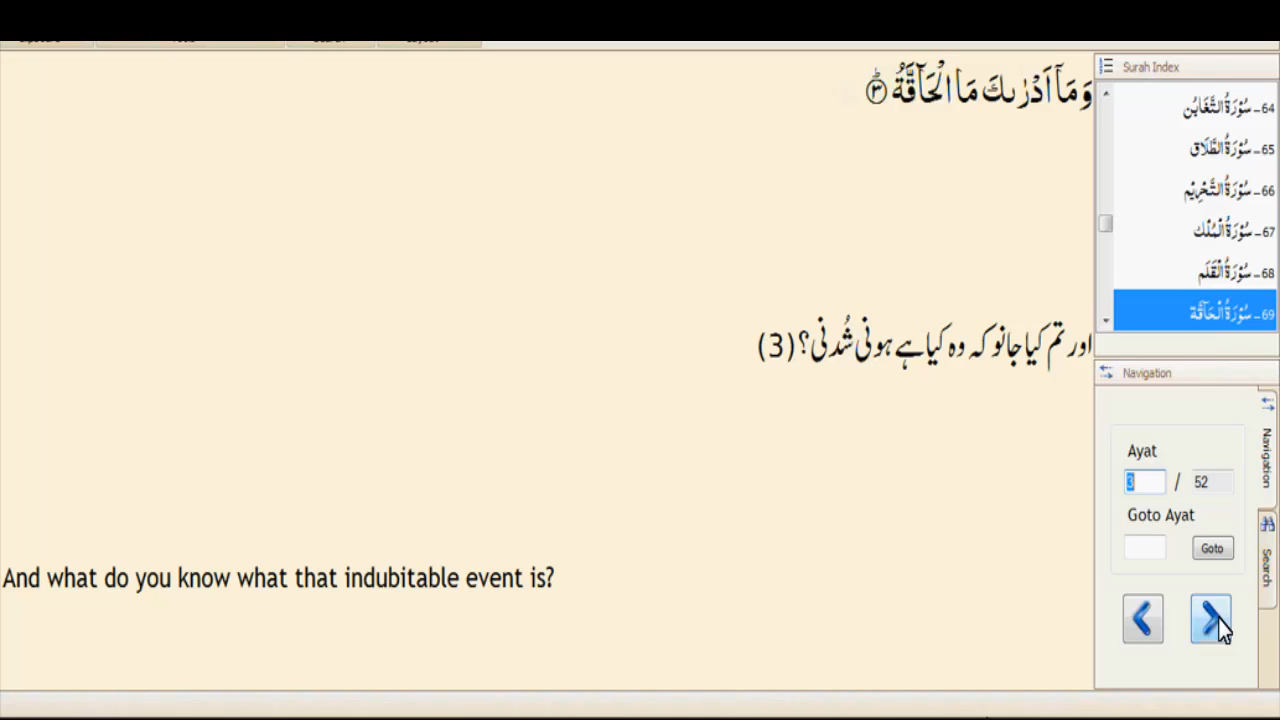 وَمَاۤ اَدْرٰىكَ مَا الْحَآقَّةُ ؕ۳
اور تم کیا جانو کہ وہ کیا ہے ہونی شُدنی؟ (3)
And what do you know what that indubitable event is?
Surah Index
64-سُوْرَةُ التَّغَابُن
65-سُوْرَةُ الطَّلَاق
66-سُوْرَةُ التَّحْرِيْم
67-سُوْرَةُ الْمُلْك
68-سُوْرَةُ الْقَلَم
69-سُوْرَةُ الْحَآقَّة
Navigation
Ayat
3 / 52
Goto Ayat
Goto
Navigation
Search